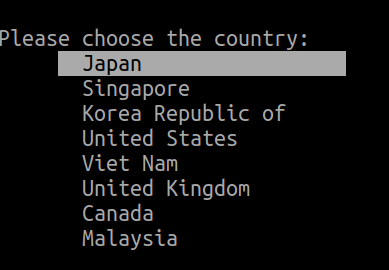 Please choose the country:
Japan
Singapore
Korea Republic of
United States
Viet Nam
United Kingdom
Canada
Malaysia